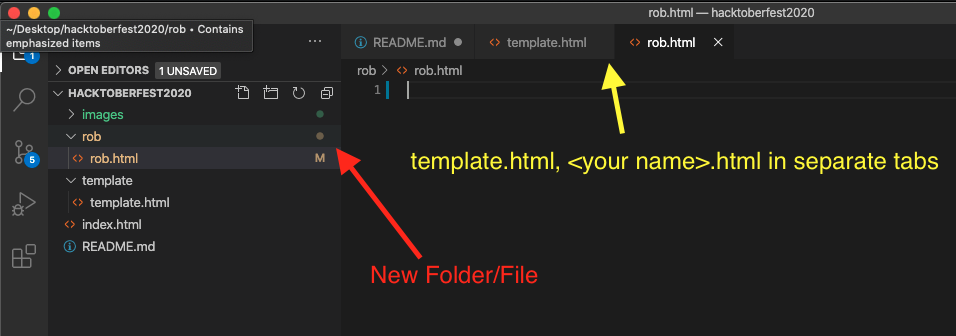 rob.html — hacktoberfest2020
~/Desktop/hacktoberfest2020/rob • Contains
emphasized items
1
5
OPEN EDITORS 1 UNSAVED
HACKTOBERFEST2020
images
rob
rob.html M
template
template.html
index.html
README.md
README.md template.html rob.html
rob > rob.html
1
template.html, <your name>.html in separate tabs
New Folder/File